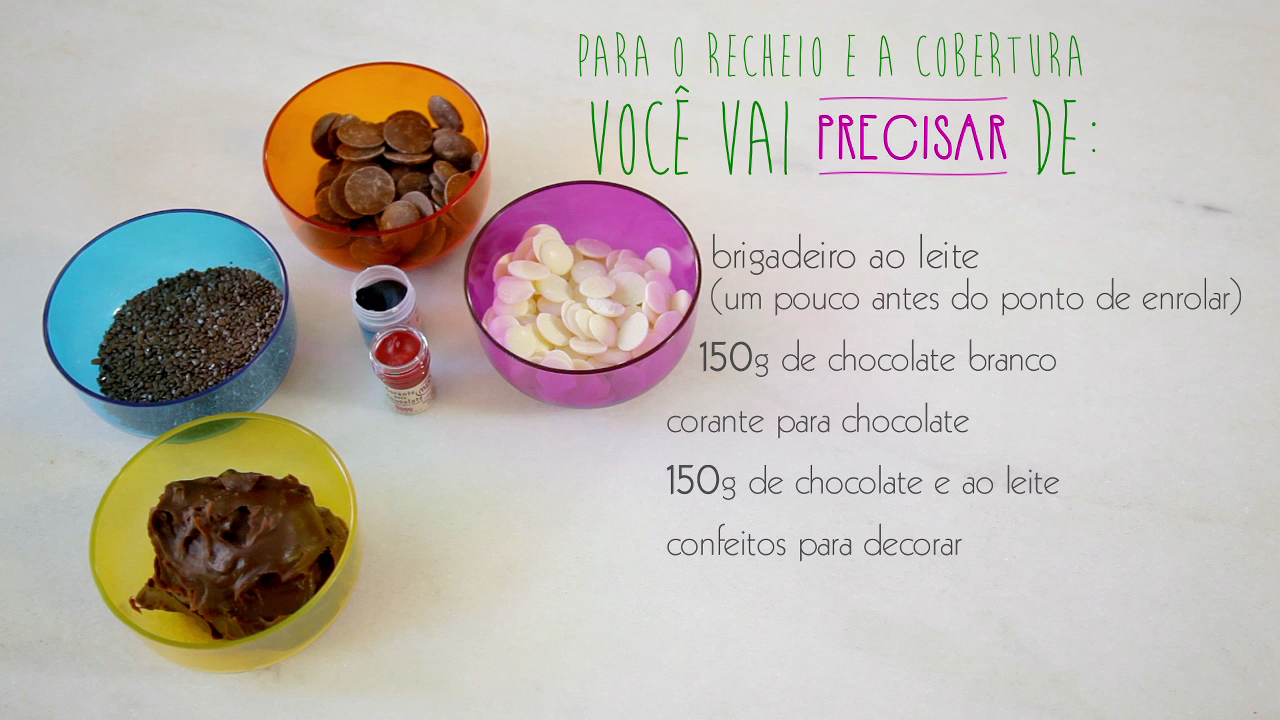 PARA O RECHEIO E A COBERTURA
VOCÊ VAI PRECISAR DE:
brigadeiro ao leite
(um pouco antes do ponto de enrolar)
150g de chocolate branco
corante para chocolate
150g de chocolate e ao leite
confeitos para decorar